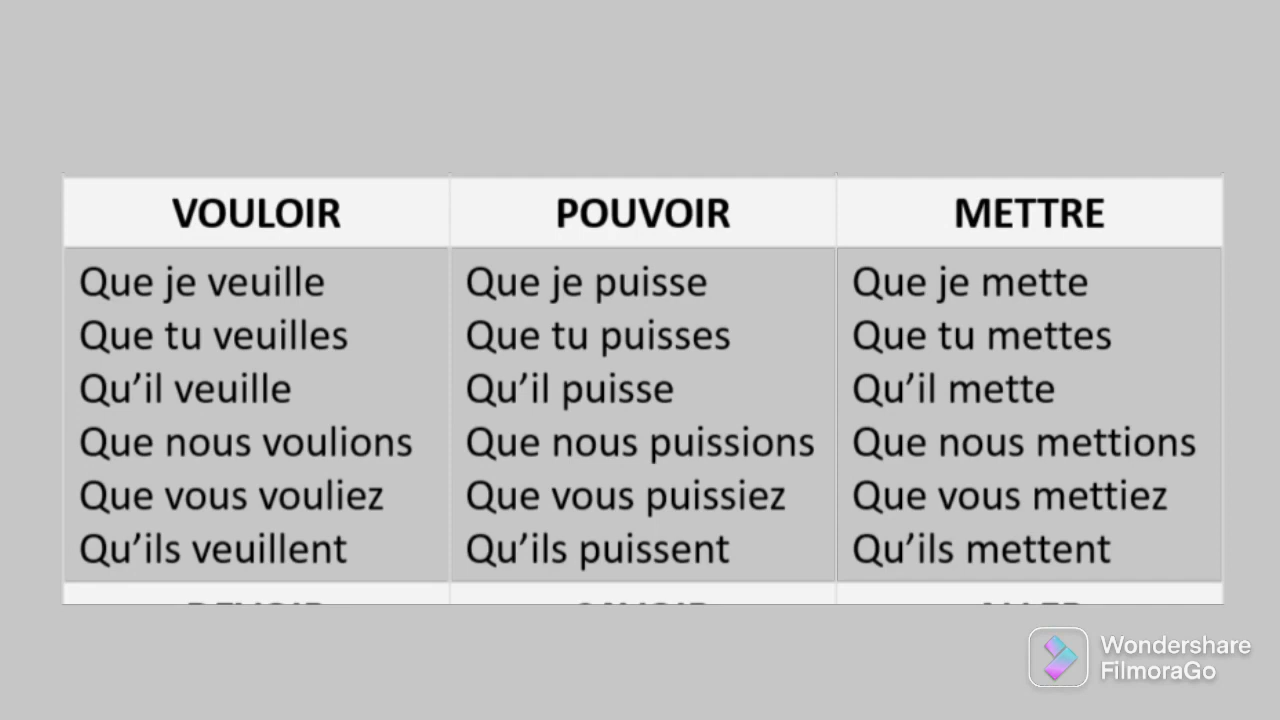 VOULOIR
POUVOIR
METTRE
Que je veuille
Que tu veuilles
Qu’il veuille
Que nous voulions
Que vous vouliez
Qu’ils veuillent
Que je puisse
Que tu puisses
Qu’il puisse
Que nous puissions
Que vous puissiez
Qu’ils puissent
Que je mette
Que tu mettes
Qu’il mette
Que nous mettions
Que vous mettiez
Qu’ils mettent
Wondershare
FilmoraGo